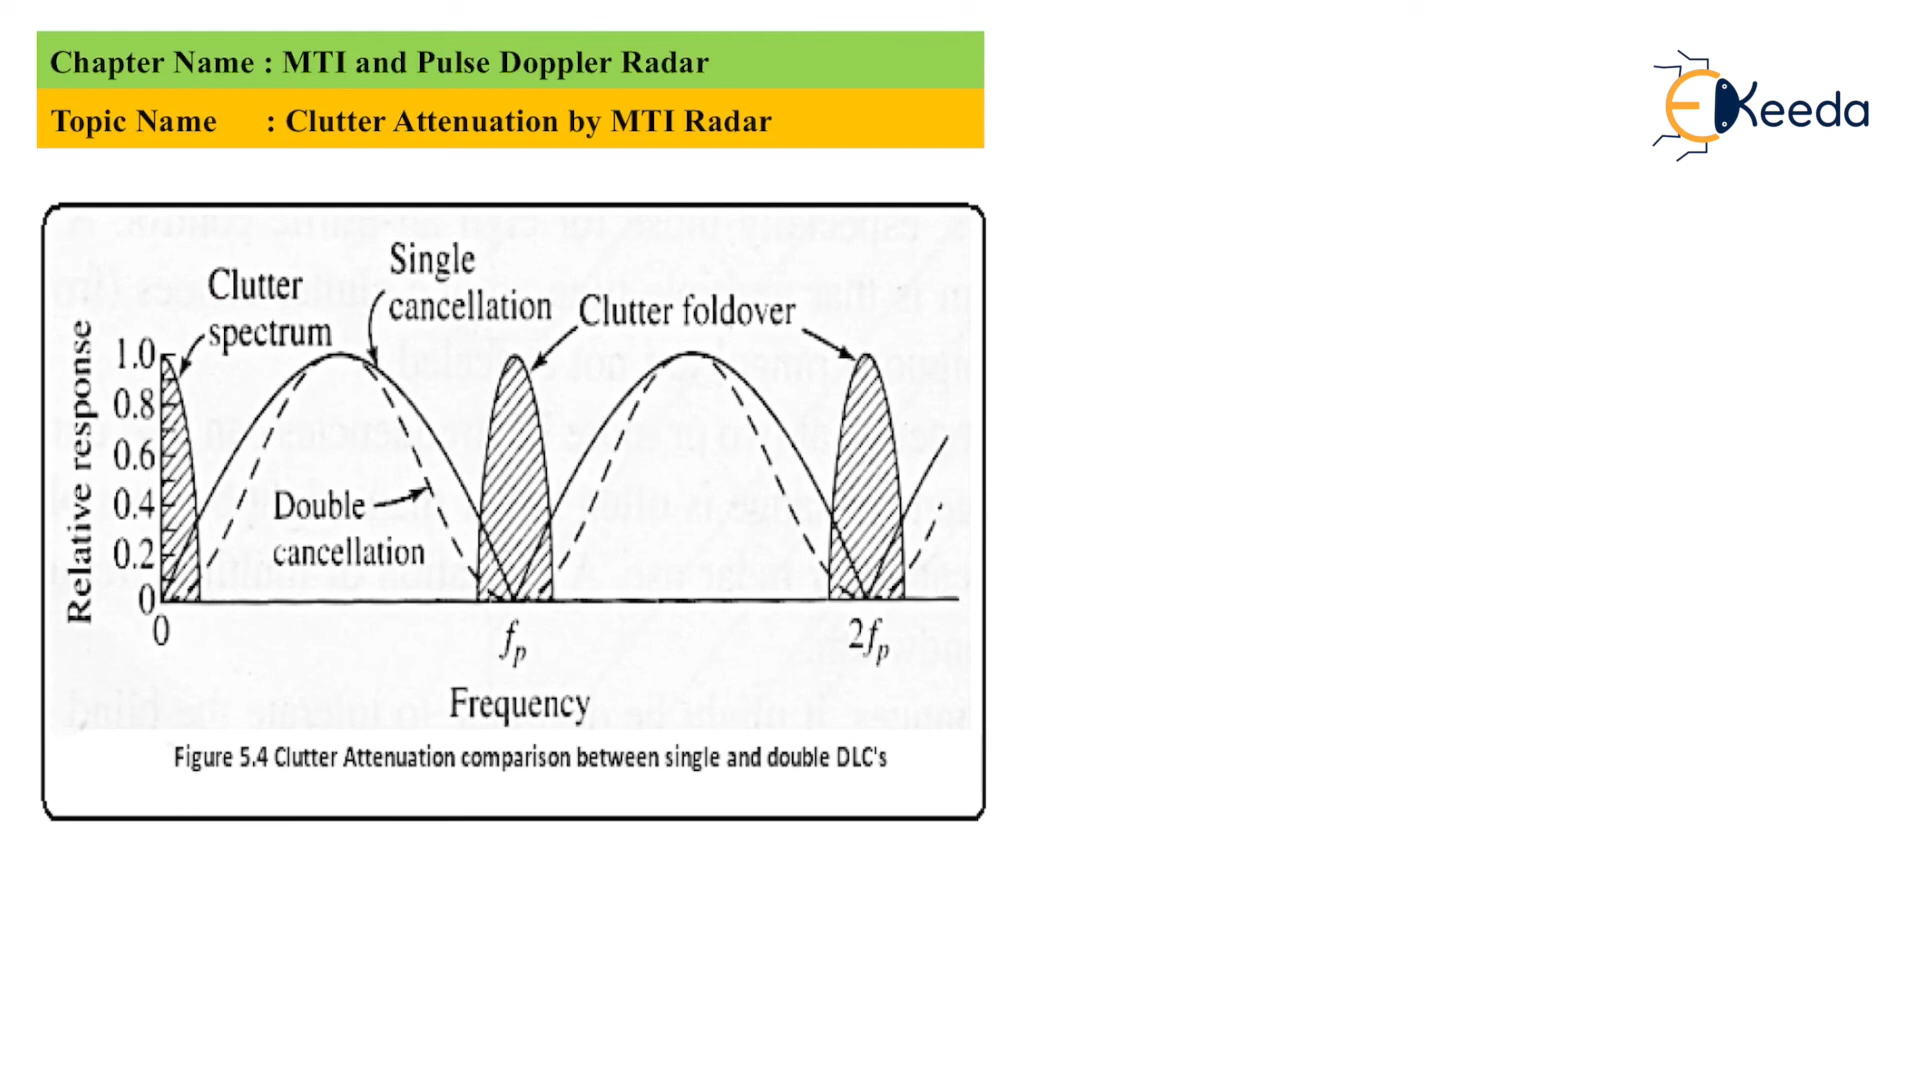 Chapter Name : MTI and Pulse Doppler Radar
Topic Name : Clutter Attenuation by MTI Radar
EKeeda
Single
cancellation
Clutter
spectrum
Clutter foldover
Relative response
1.0
0.8
0.6
0.4
0.2
0
Double
cancellation
0
fp
2fp
Frequency
Figure 5.4 Clutter Attenuation comparison between single and double DLC's